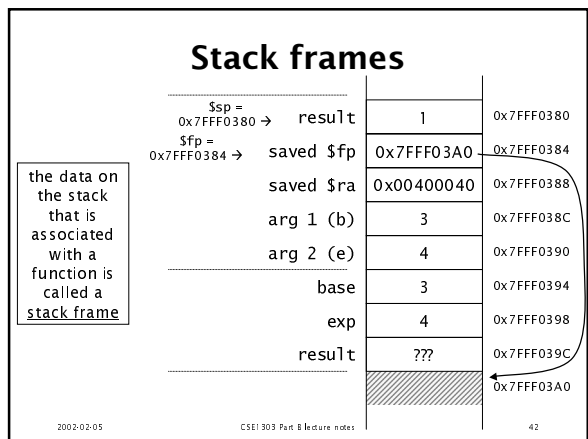 Stack frames
$sp =
0x7FFF0380 → result 1 0x7FFF0380
$fp =
0x7FFF0384 → saved $fp 0x7FFF03A0 0x7FFF0384
saved $ra 0x00400040 0x7FFF0388
arg 1 (b) 3 0x7FFF038C
arg 2 (e) 4 0x7FFF0390
base 3 0x7FFF0394
exp 4 0x7FFF0398
result ??? 0x7FFF039C
0x7FFF03A0
the data on
the stack
that is
associated
with a
function is
called a
stack frame
2002-02-05 CSE1303 Part B lecture notes 42